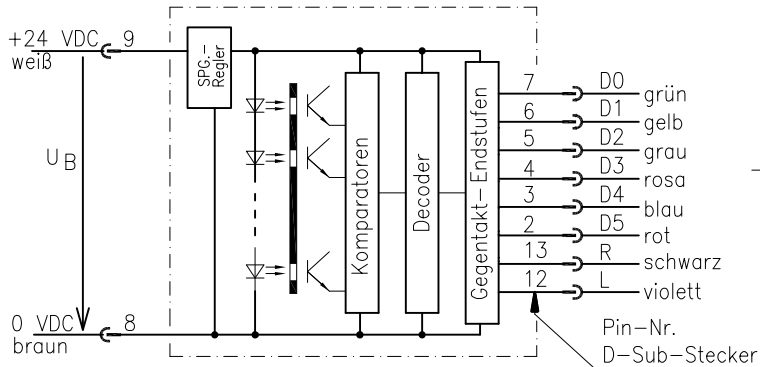 +24 VDC 9
weiß
SPG.-
Regler
U B
Komparatoren
Decoder
Gegentakt-Endstufen
7 D0 grün
6 D1 gelb
5 D2 grau
4 D3 rosa
3 D4 blau
2 D5 rot
13 R schwarz
12 L violett
0 VDC 8
braun
Pin-Nr.
D-Sub-Stecker